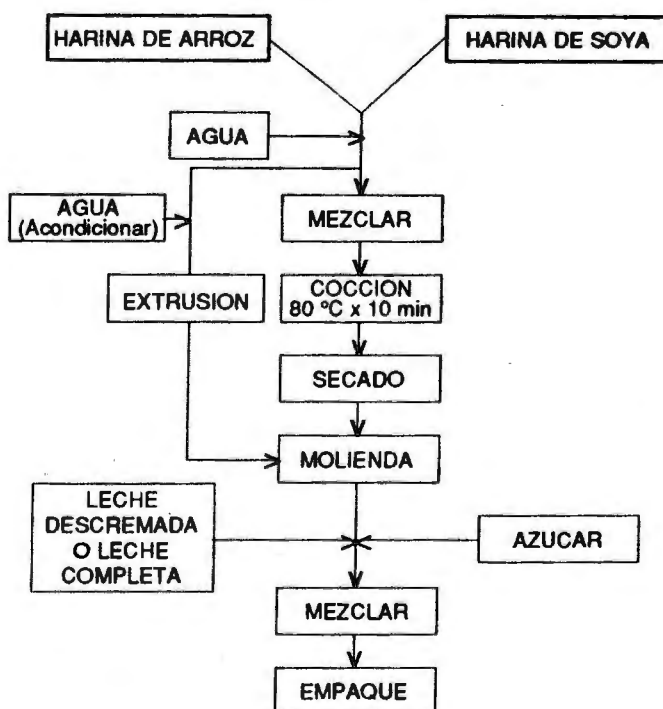 HARINA DE ARROZ
HARINA DE SOYA
AGUA
AGUA
(Acondicionar)
MEZCLAR
EXTRUSION
COCCION
80 ºC x 10 min
SECADO
MOLIENDA
LECHE
DESCREMADA
O LECHE
COMPLETA
AZUCAR
MEZCLAR
EMPAQUE